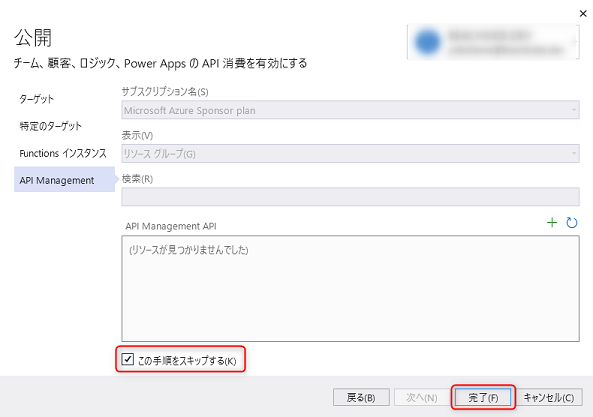 公開
チーム、顧客、ロジック、Power Apps の API 消費を有効にする
ターゲット
特定のターゲット
Functions インスタンス
API Management
サブスクリプション名(S)
Microsoft Azure Sponsor plan
表示(V)
リソース グループ(G)
検索(R)
API Management API
(リソースが見つかりませんでした)
この手順をスキップする(K)
戻る(B)
次へ(N)
完了(F)
キャンセル(C)